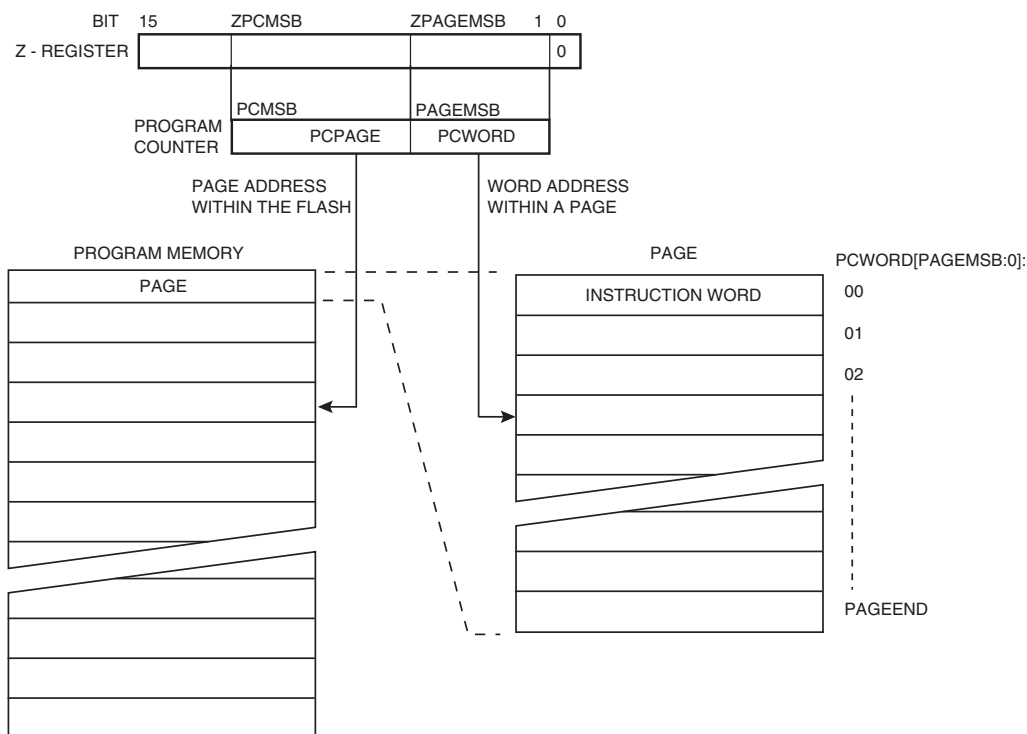 BIT 15 ZPCMSB ZPAGEMSB 1 0
Z - REGISTER 0
PCMSB PAGEMSB
PROGRAM
COUNTER
PCPAGE PCWORD
PAGE ADDRESS
WITHIN THE FLASH
WORD ADDRESS
WITHIN A PAGE
PROGRAM MEMORY
PAGE
PAGE
PCWORD[PAGEMSB:0]:
INSTRUCTION WORD
00
01
02
PAGEEND